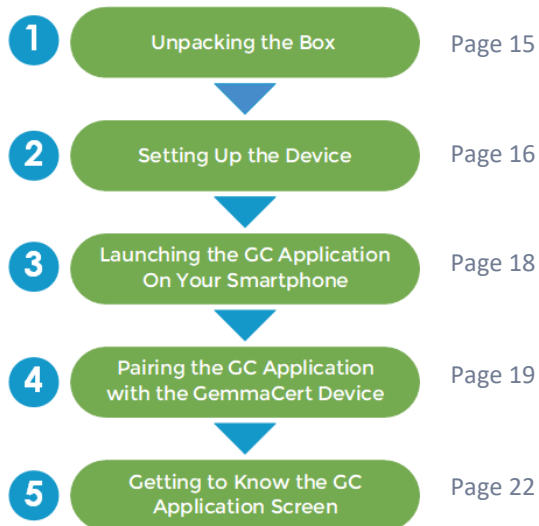 1 Unpacking the Box Page 15
2 Setting Up the Device Page 16
3 Launching the GC Application
On Your Smartphone Page 18
4 Pairing the GC Application
with the GemmaCert Device Page 19
5 Getting to Know the GC
Application Screen Page 22